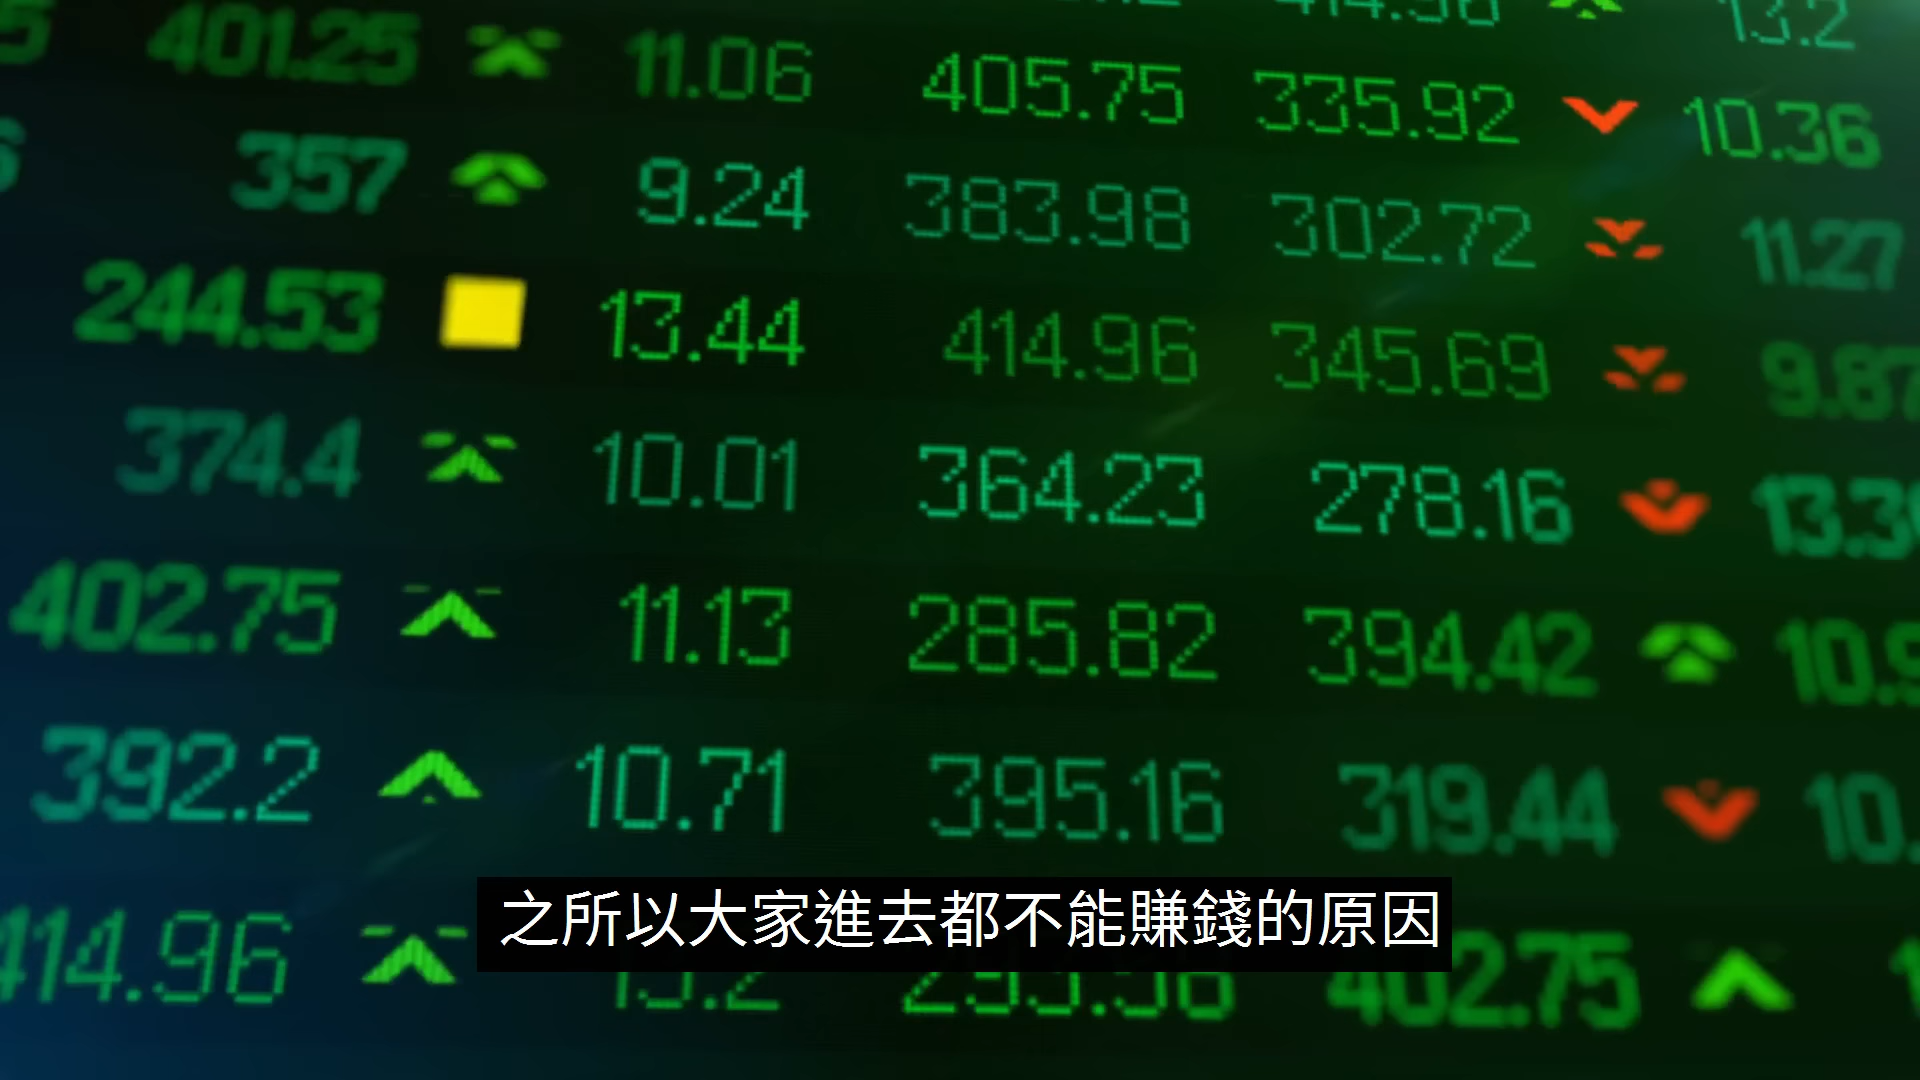 401.25 11.06 405.75 335.92 10.36
357 9.24 383.98 302.72 11.27
244.53 13.44 414.96 345.69
374.4 10.01 364.23 278.16
402.75 11.13 285.82 394.42
392.2 10.71 395.16 319.44
之所以大家進去都不能賺錢的原因
414.96 402.75